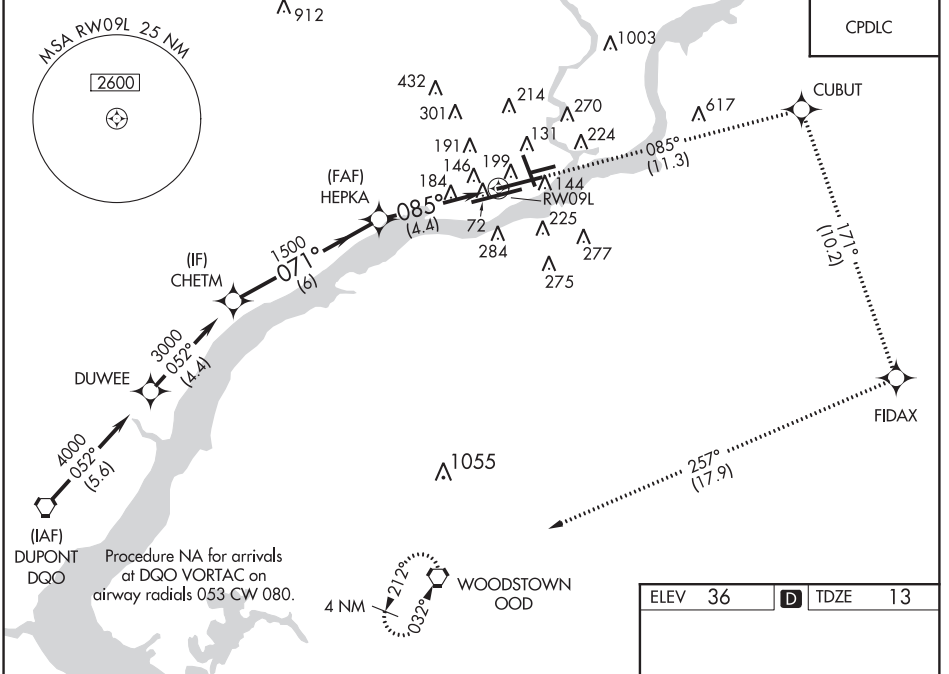 912
MSA RW09L 25 NM
2600
1003
CPDLC
432
301
214
270
617
CUBUT
191
131
224
146
199
085°
(11.3)
(FAF)
HEPKA
184
085°
(4.4)
144
RW09L
72
225
284
277
275
171°
(10.2)
1500
071°
(6)
(IF)
CHETM
3000
052°
(4.4)
DUWEE
FIDAX
4000
052°
(5.6)
1055
257°
(17.9)
(IAF)
DUPONT
DQO
Procedure NA for arrivals
at DQO VORTAC on
airway radials 053 CW 080.
212°
032°
4 NM
WOODSTOWN
OOD
ELEV 36 D TDZE 13